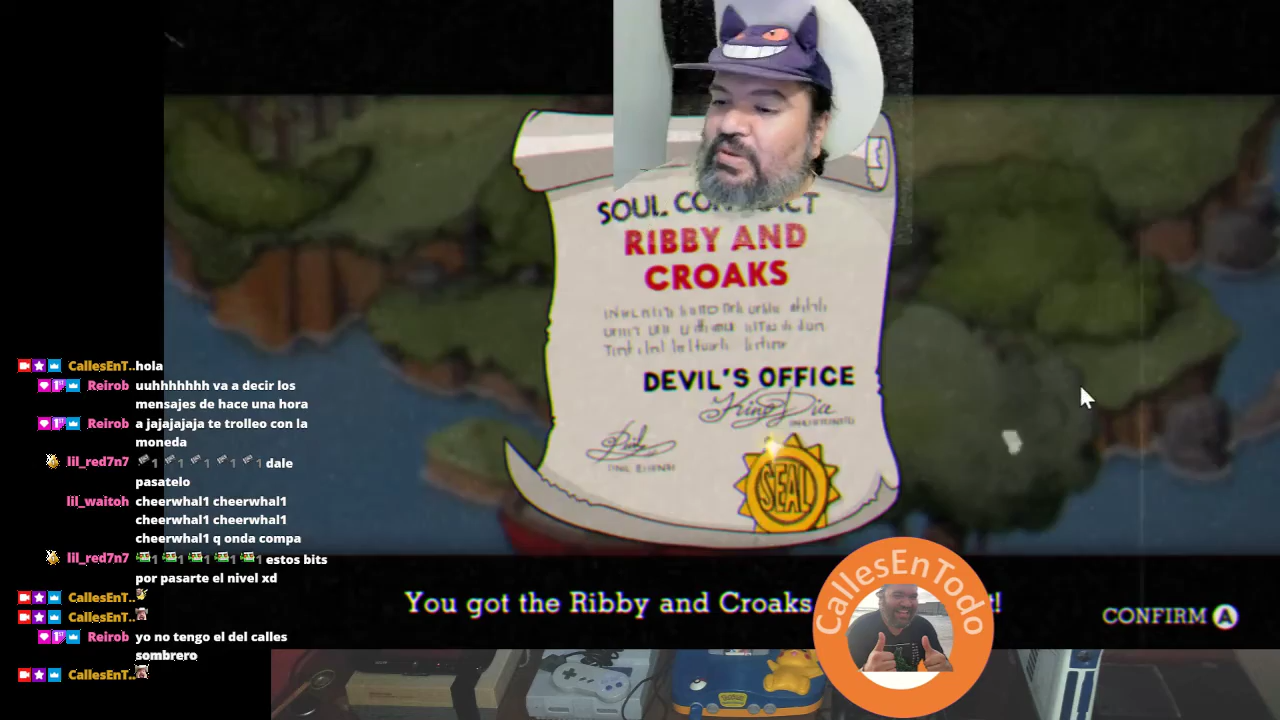 SOUL CONTRACT
RIBBY AND
CROAKS
DEVIL'S OFFICE
SEAL
CallesEnT..hola
Reirob uuhhhhhhh va a decir los
mensajes de hace una hora
Reirob a jajajajaja te trolleo con la
moneda
lil_red7n7 1 1 1 1 1 dale
pasatelo
lil_waitoh cheerwhal1 cheerwhal1
cheerwhal1 cheerwhal1
cheerwhal1 q onda compa
lil_red7n7 1 1 1 1 1 estos bits
por pasarte el nivel xd
CallesEnT..
CallesEnT..
Reirob yo no tengo el del calles
sombrero
CallesEnT..
You got the Ribby and Croaks t!
CONFIRM A
CallesEnTodo